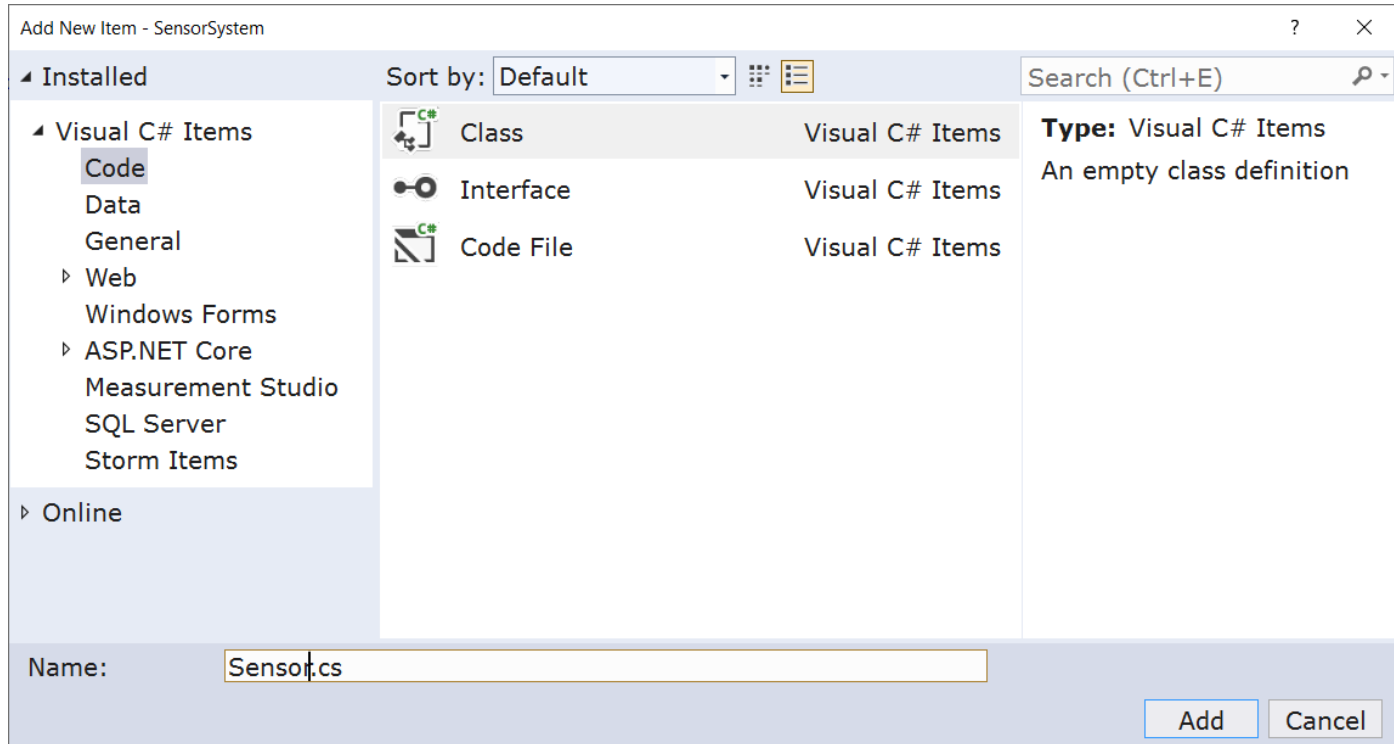 Add New Item - SensorSystem
?
Installed
Sort by: Default
Search (Ctrl+E)
Visual C# Items
Code
Data
General
Web
Windows Forms
ASP.NET Core
Measurement Studio
SQL Server
Storm Items
Online
C# Class Visual C# Items
Interface Visual C# Items
C# Code File Visual C# Items
Type: Visual C# Items
An empty class definition
Name: Sensor.cs
Add Cancel